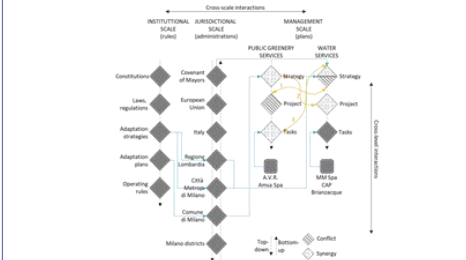 Cross-scale interactions
INSTITUTIONAL
SCALE
(rules)
JURISDICTIONAL
SCALE
(administrations)
MANAGEMENT
SCALE
(plans)
PUBLIC GREENERY
SERVICES
WATER
SERVICES
Constitutions
Laws,
regulations
Adaptation
strategies
Adaptation
plans
Operating
rules
Covenant
of Mayors
European
Union
Italy
Regione
Lombardia
Città
Metrop.
di Milano
Comune
di Milano
Milano districts
Strategy
Project
Tasks
A.V.R.
Amsa Spa
Strategy
Project
Tasks
MM Spa
CAP
Brianzacque
Cross-level interactions
Top-
down
Bottom-
up
Conflict
Synergy